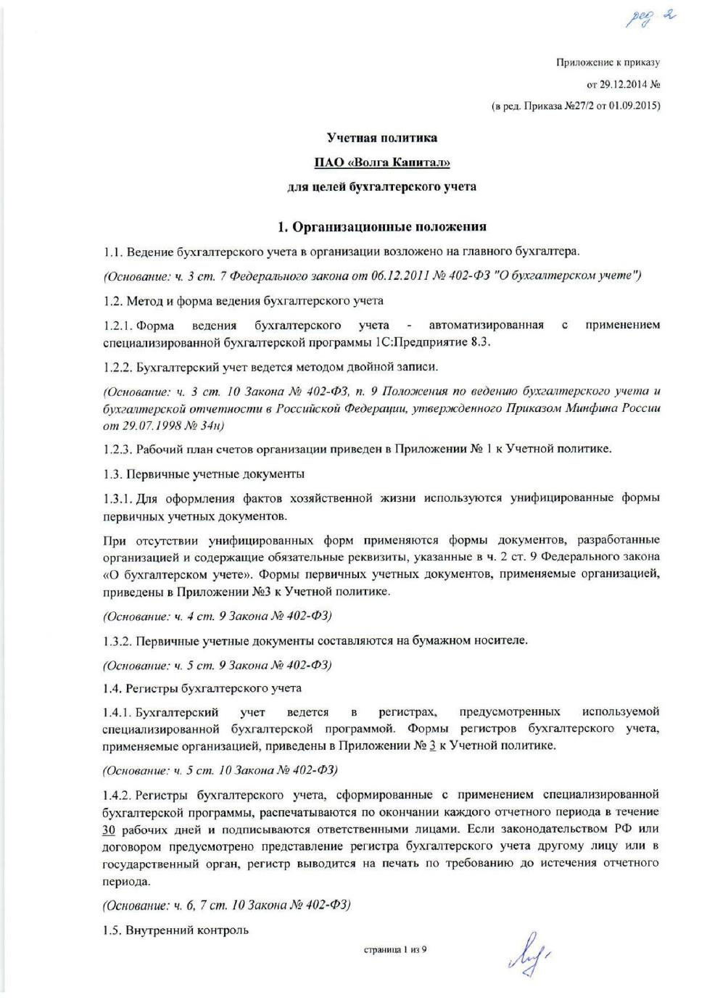 ред 2
Приложение к приказу
от 29.12.2014 №
(в ред. Приказа №27/2 от 01.09.2015)
Учетная политика
ПАО «Волга Капитал»
для целей бухгалтерского учета
1. Организационные положения
1.1. Ведение бухгалтерского учета в организации возложено на главного бухгалтера.
(Основание: ч. 3 ст. 7 Федерального закона от 06.12.2011 № 402-ФЗ "О бухгалтерском учете")
1.2. Метод и форма ведения бухгалтерского учета
1.2.1. Форма ведения бухгалтерского учета - автоматизированная с применением
специализированной бухгалтерской программы 1С:Предприятие 8.3.
1.2.2. Бухгалтерский учет ведется методом двойной записи.
(Основание: ч. 3 ст. 10 Закона № 402-ФЗ, п. 9 Положения по ведению бухгалтерского учета и
бухгалтерской отчетности в Российской Федерации, утвержденного Приказом Минфина России
от 29.07.1998 № 34н)
1.2.3. Рабочий план счетов организации приведен в Приложении № 1 к Учетной политике.
1.3. Первичные учетные документы
1.3.1. Для оформления фактов хозяйственной жизни используются унифицированные формы
первичных учетных документов.
При отсутствии унифицированных форм применяются формы документов, разработанные
организацией и содержащие обязательные реквизиты, указанные в ч. 2 ст. 9 Федерального закона
«О бухгалтерском учете». Формы первичных учетных документов, применяемые организацией,
приведены в Приложении №3 к Учетной политике.
(Основание: ч. 4 ст. 9 Закона № 402-ФЗ)
1.3.2. Первичные учетные документы составляются на бумажном носителе.
(Основание: ч. 5 ст. 9 Закона № 402-ФЗ)
1.4. Регистры бухгалтерского учета
1.4.1. Бухгалтерский учет ведется в регистрах, предусмотренных используемой
специализированной бухгалтерской программой. Формы регистров бухгалтерского учета,
применяемые организацией, приведены в Приложении № 3 к Учетной политике.
(Основание: ч. 5 ст. 10 Закона № 402-ФЗ)
1.4.2. Регистры бухгалтерского учета, сформированные с применением специализированной
бухгалтерской программы, распечатываются по окончании каждого отчетного периода в течение
30 рабочих дней и подписываются ответственными лицами. Если законодательством РФ или
договором предусмотрено представление регистра бухгалтерского учета другому лицу или в
государственный орган, регистр выводится на печать по требованию до истечения отчетного
периода.
(Основание: ч. 6, 7 ст. 10 Закона № 402-ФЗ)
1.5. Внутренний контроль
страница 1 из 9